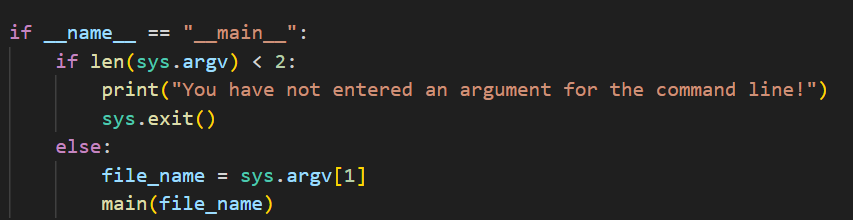 if __name__ == "__main__":
    if len(sys.argv) < 2:
        print("You have not entered an argument for the command line!")
        sys.exit()
    else:
        file_name = sys.argv[1]
        main(file_name)